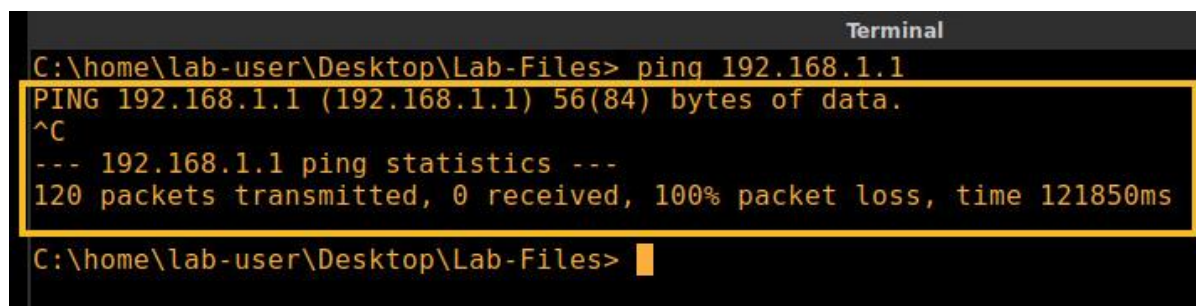 Terminal
C:\home\lab-user\Desktop\Lab-Files> ping 192.168.1.1
PING 192.168.1.1 (192.168.1.1) 56(84) bytes of data.
^C
--- 192.168.1.1 ping statistics ---
120 packets transmitted, 0 received, 100% packet loss, time 121850ms
C:\home\lab-user\Desktop\Lab-Files>